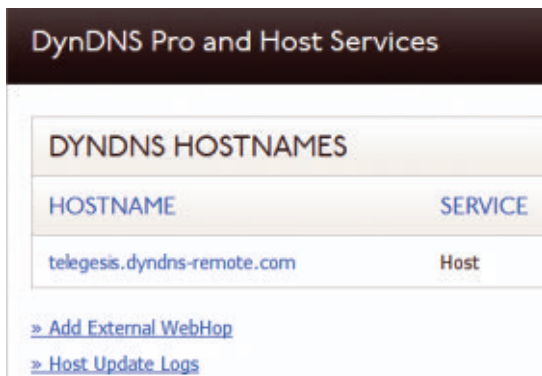 DynDNS Pro and Host Services
DYNDNS HOSTNAMES
HOSTNAME SERVICE
telegesis.dyndns-remote.com Host
» Add External WebHop
» Host Update Logs